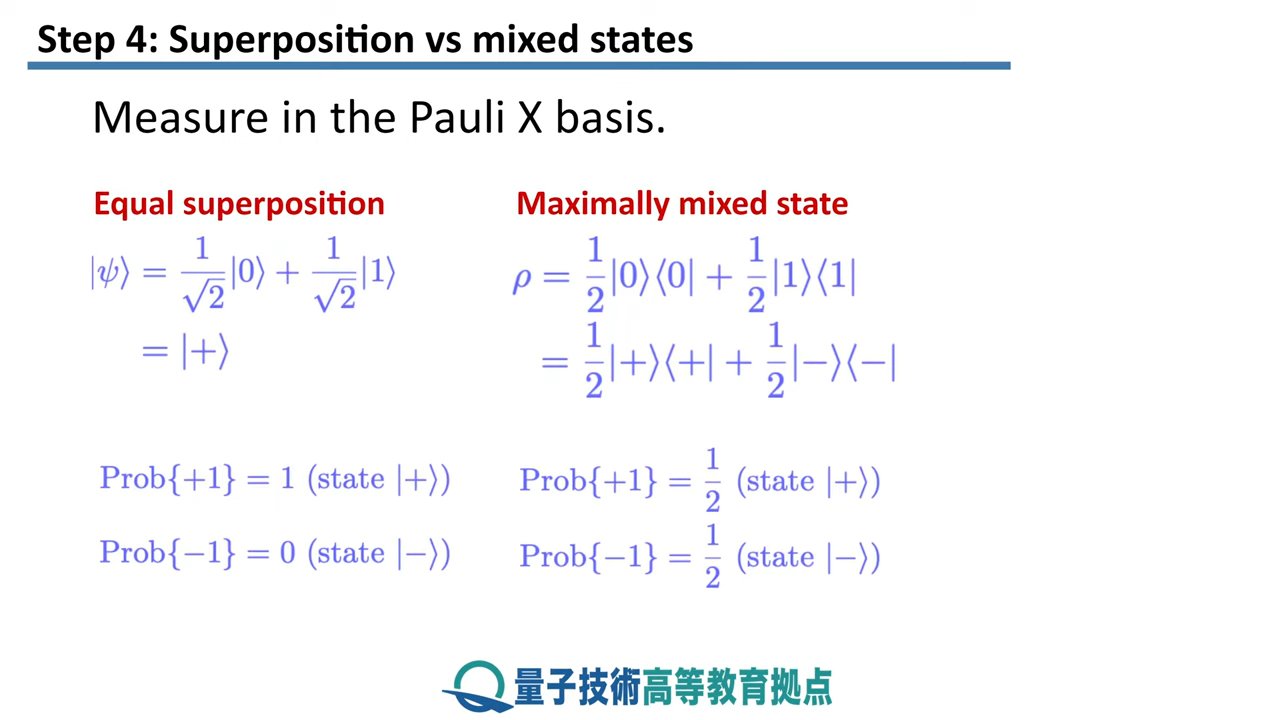 Step 4: Superposition vs mixed states
Measure in the Pauli X basis.
Equal superposition
|ψ⟩ = 1/√2 |0⟩ + 1/√2 |1⟩
= |+⟩
Prob{+1} = 1 (state |+⟩)
Prob{−1} = 0 (state |−⟩)
Maximally mixed state
ρ = 1/2 |0⟩⟨0| + 1/2 |1⟩⟨1|
= 1/2 |+⟩⟨+| + 1/2 |−⟩⟨−|
Prob{+1} = 1/2 (state |+⟩)
Prob{−1} = 1/2 (state |−⟩)
量子技術高等教育拠点